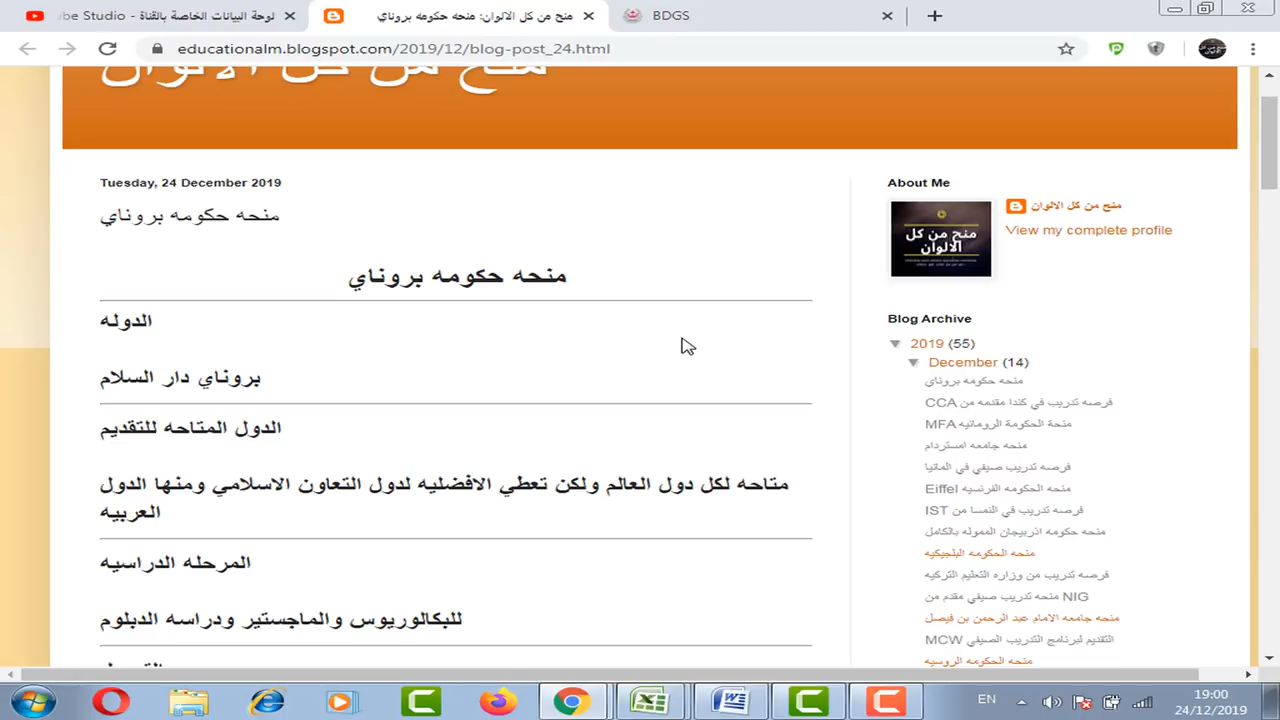 لوحة البيانات الخاصة بالقناة - ube Studio
منح من كل الالوان: منحه حكومه بروناي
BDGS
educationalm.blogspot.com/2019/12/blog-post_24.html
منح من كل الالوان
Tuesday, 24 December 2019
منحه حكومه بروناي
منحه حكومه بروناي
الدوله
بروناي دار السلام
الدول المتاحه للتقديم
متاحه لكل دول العالم ولكن تعطي الافضليه لدول التعاون الاسلامي ومنها الدول
العربيه
المرحله الدراسيه
للبكالوريوس والماجستير ودراسه الدبلوم
About Me
منح من كل
الالوان
منح من كل الالوان
View my complete profile
Blog Archive
2019 (55)
December (14)
منحه حكومه بروناي
فرصه تدريب في كندا مقدمه من CCA
منحة الحكومة الرومانيه MFA
منحه جامعه امستردام
فرصه تدريب صيفي في المانيا
منحه الحكومه الفرنسيه Eiffel
فرصه تدريب في النمسا من IST
منحه حكومه اذربيجان المموله بالكامل
منحه الحكومه البلجيكيه
فرصه تدريب من وزاره التعليم التركيه
منحه تدريب صيفي مقدم من NIG
منحه جامعه الامام عبد الرحمن بن فيصل
التقديم لبرنامج التدريب الصيفي MCW
منحه الحكومه الروسيه
EN
19:00
24/12/2019